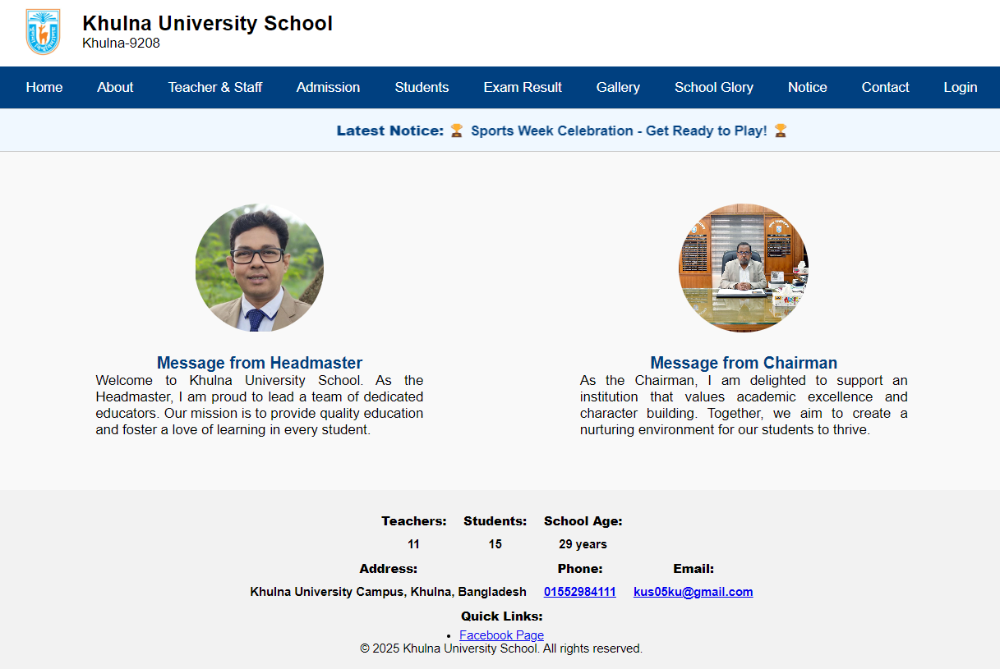 Khulna University School
Khulna-9208
Home About Teacher & Staff Admission Students Exam Result Gallery School Glory Notice Contact Login
Latest Notice: 🏆 Sports Week Celebration - Get Ready to Play! 🏆
Message from Headmaster
Welcome to Khulna University School. As the
Headmaster, I am proud to lead a team of dedicated
educators. Our mission is to provide quality education
and foster a love of learning in every student.
Message from Chairman
As the Chairman, I am delighted to support an
institution that values academic excellence and
character building. Together, we aim to create a
nurturing environment for our students to thrive.
Teachers: Students: School Age:
11 15 29 years
Address: Phone: Email:
Khulna University Campus, Khulna, Bangladesh 01552984111 kus05ku@gmail.com
Quick Links:
• Facebook Page
© 2025 Khulna University School. All rights reserved.